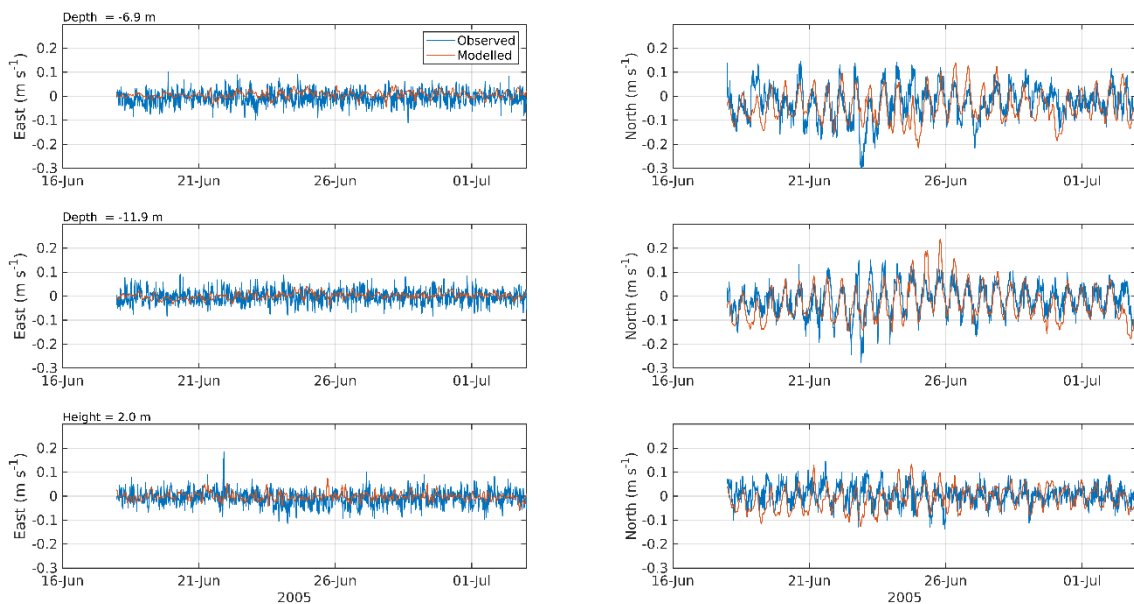 Depth = -6.9 m
Observed
Modelled
0.2
0.1
0
-0.1
-0.2
-0.3
East (m s-1)
16-Jun
21-Jun
26-Jun
01-Jul
0.2
0.1
0
-0.1
-0.2
-0.3
North (m s-1)
16-Jun
21-Jun
26-Jun
01-Jul
Depth = -11.9 m
0.2
0.1
0
-0.1
-0.2
-0.3
East (m s-1)
16-Jun
21-Jun
26-Jun
01-Jul
0.2
0.1
0
-0.1
-0.2
-0.3
North (m s-1)
16-Jun
21-Jun
26-Jun
01-Jul
Height = 2.0 m
0.2
0.1
0
-0.1
-0.2
-0.3
East (m s-1)
16-Jun
21-Jun
26-Jun
01-Jul
2005
0.2
0.1
0
-0.1
-0.2
-0.3
North (m s-1)
16-Jun
21-Jun
26-Jun
01-Jul
2005